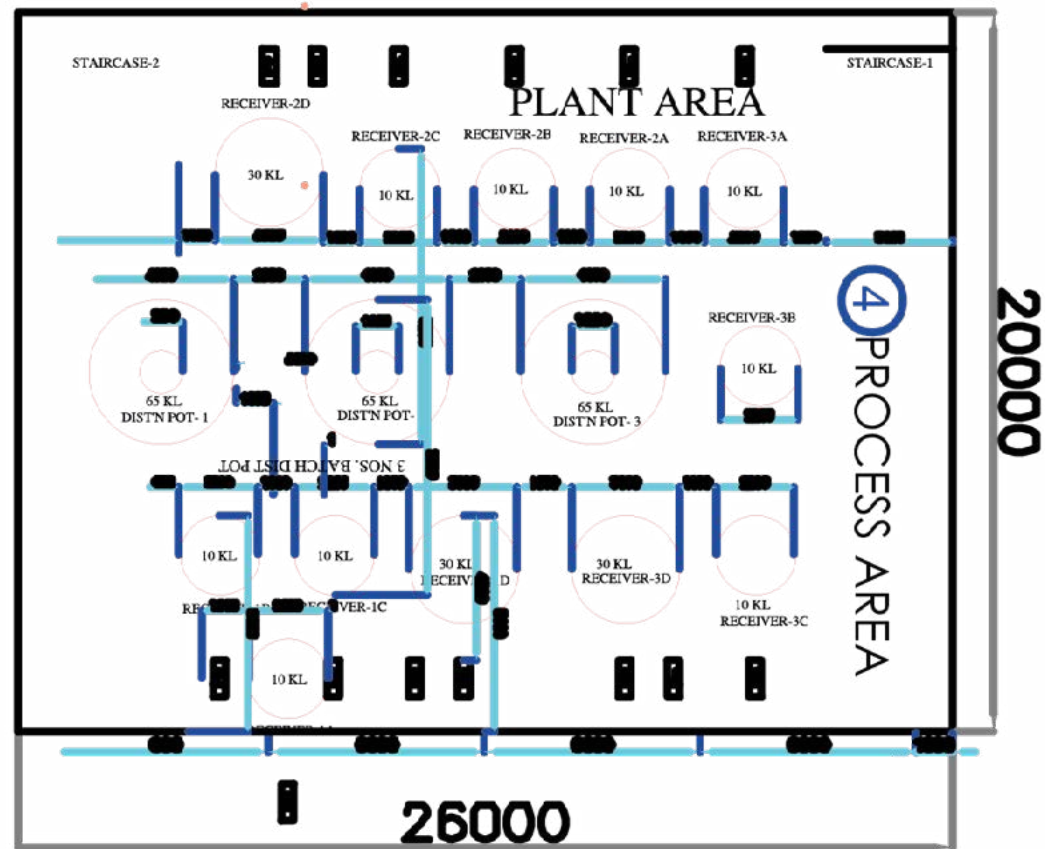 STAIRCASE-2
STAIRCASE-1
RECEIVER-2D
PLANT AREA
RECEIVER-2C
RECEIVER-2B
RECEIVER-2A
RECEIVER-3A
30 KL
10 KL
10 KL
10 KL
10 KL
4
PROCESS AREA
20000
RECEIVER-3B
10 KL
65 KL
DIST'N POT- 1
65 KL
DIST'N POT-
65 KL
DIST'N POT- 3
3 NOS. BATCH DIST POT
10 KL
10 KL
30 KL
30 KL
RECEIVER-3D
10 KL
RECEIVER-3C
10 KL
26000